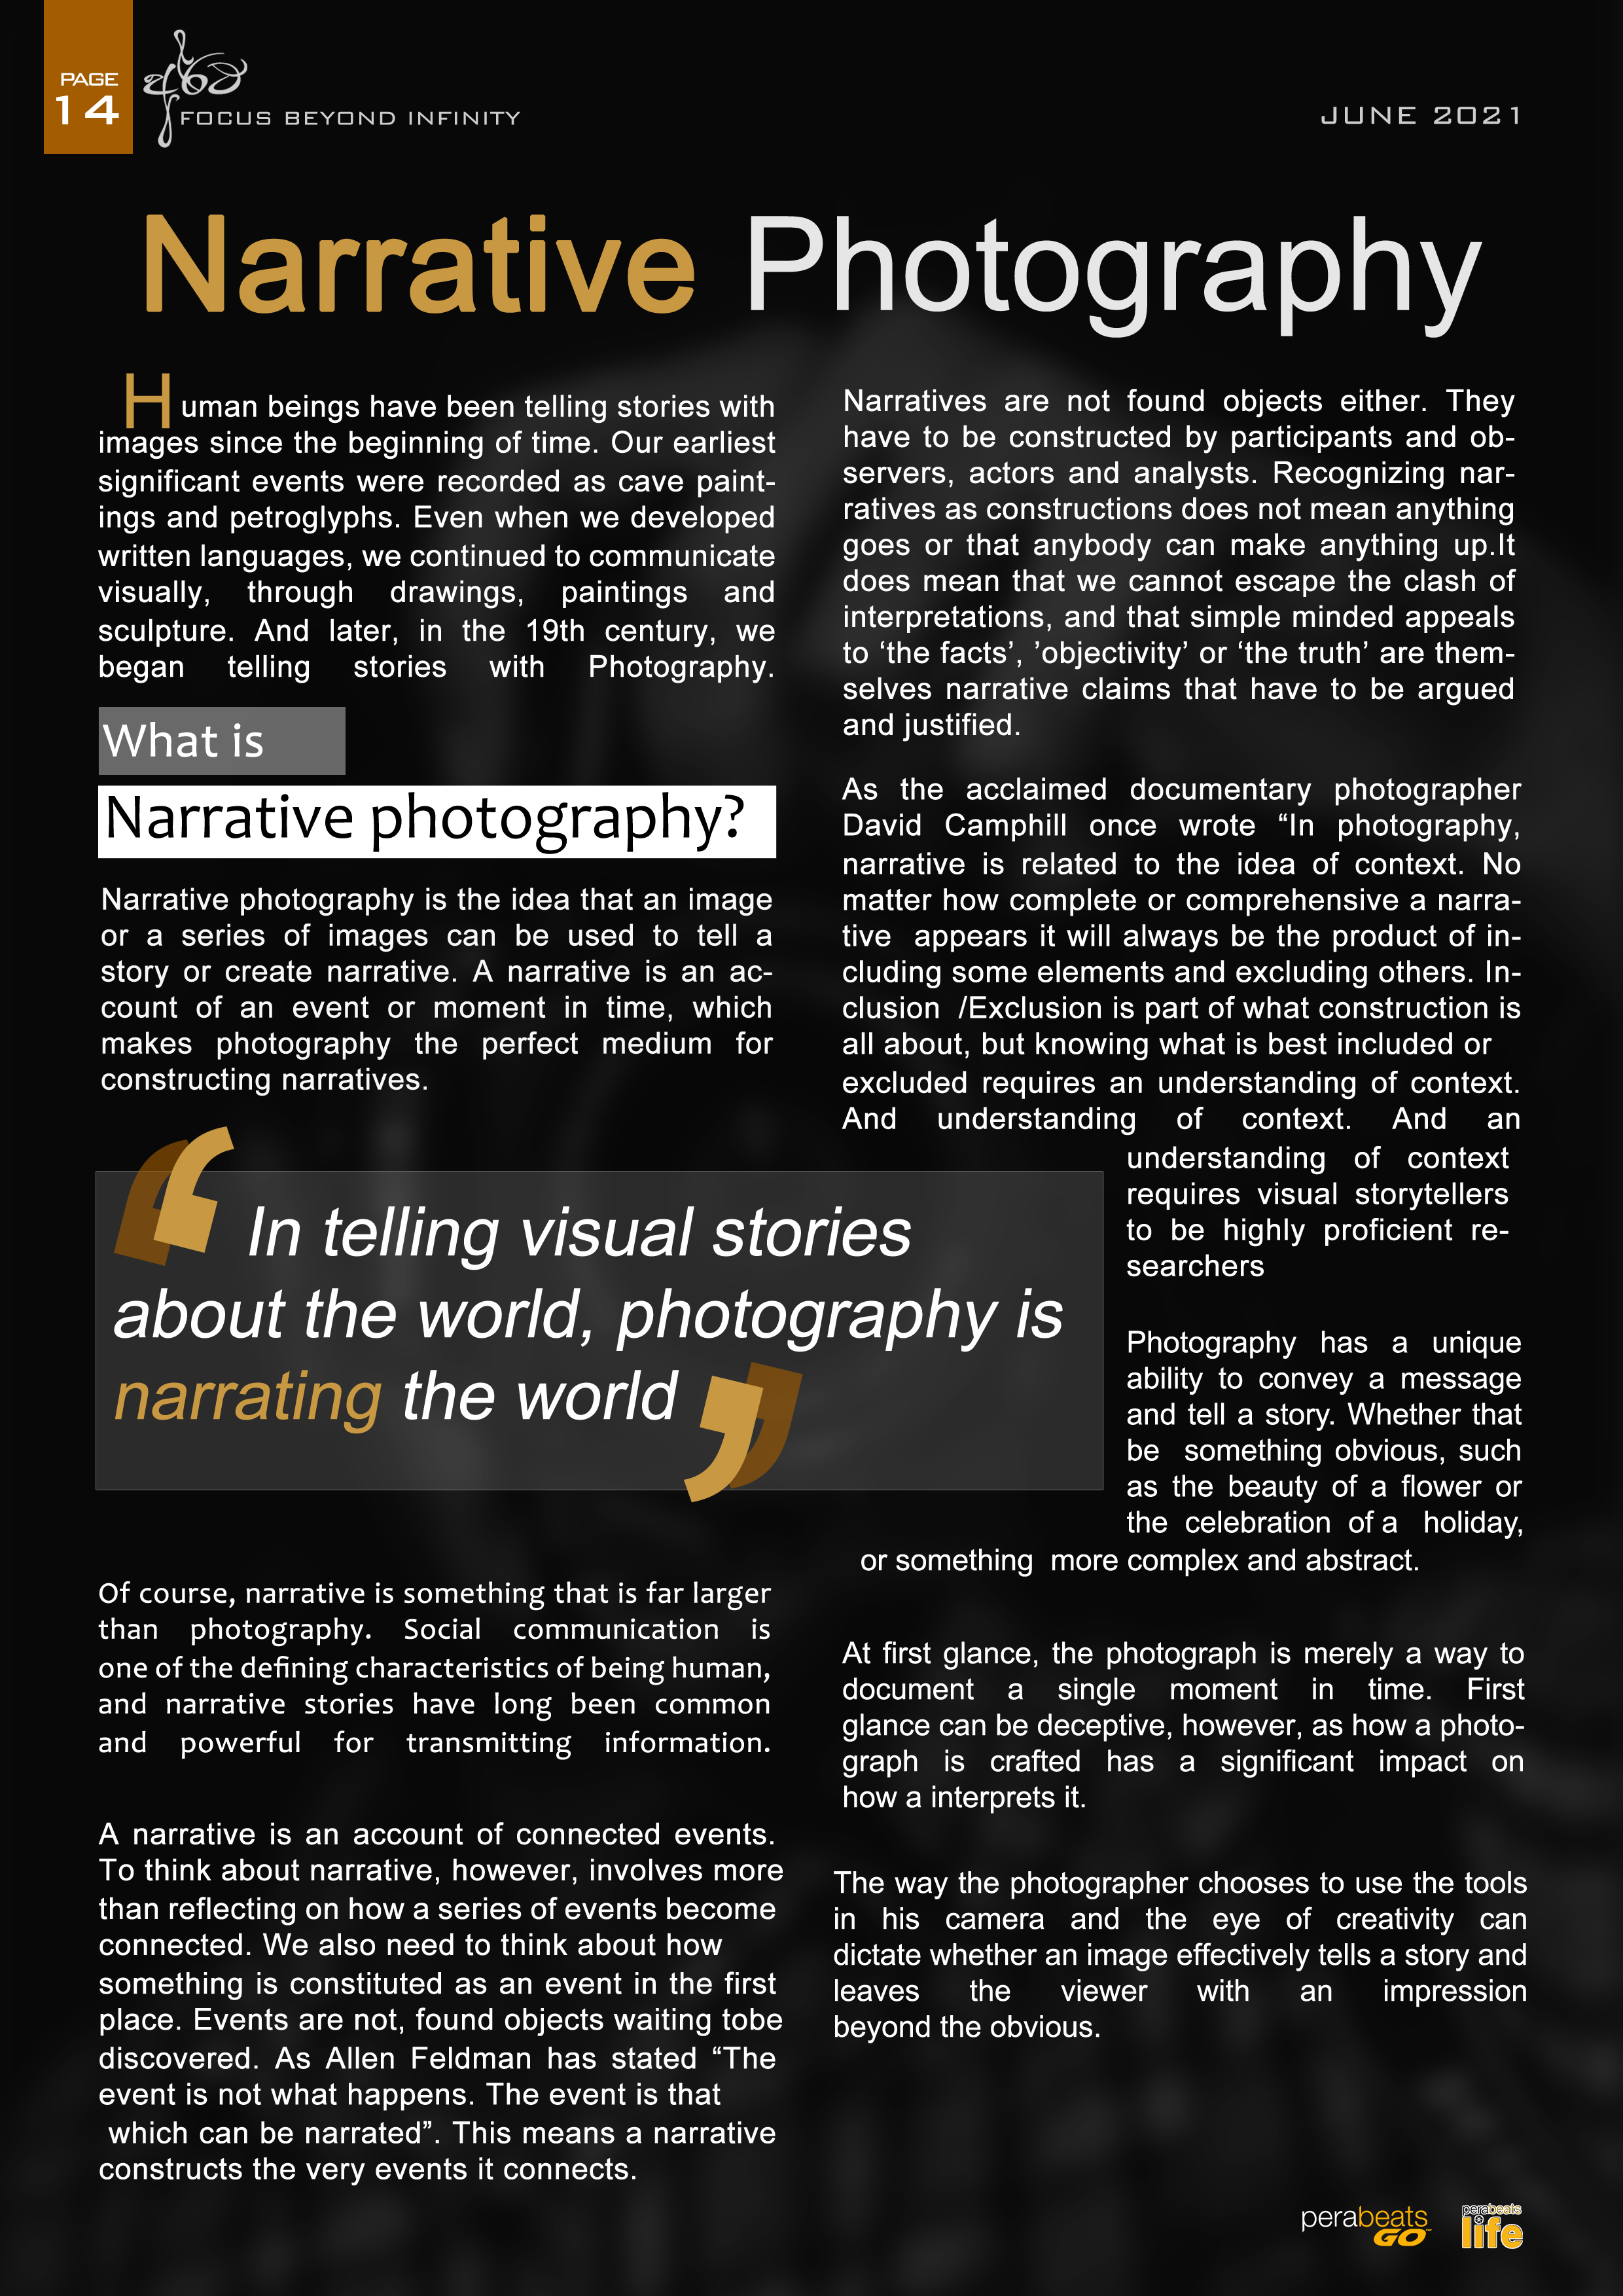 PAGE
14
FOCUS BEYOND INFINITY
JUNE 2021
Narrative Photography
Human beings have been telling stories with
images since the beginning of time. Our earliest
significant events were recorded as cave paint-
ings and petroglyphs. Even when we developed
written languages, we continued to communicate
visually, through drawings, paintings and
sculpture. And later, in the 19th century, we
began telling stories with Photography.
What is
Narrative photography?
Narrative photography is the idea that an image
or a series of images can be used to tell a
story or create narrative. A narrative is an ac-
count of an event or moment in time, which
makes photography the perfect medium for
constructing narratives.
“In telling visual stories
about the world, photography is
narrating the world”
Of course, narrative is something that is far larger
than photography. Social communication is
one of the defining characteristics of being human,
and narrative stories have long been common
and powerful for transmitting information.
A narrative is an account of connected events.
To think about narrative, however, involves more
than reflecting on how a series of events become
connected. We also need to think about how
something is constituted as an event in the first
place. Events are not, found objects waiting tobe
discovered. As Allen Feldman has stated “The
event is not what happens. The event is that
which can be narrated”. This means a narrative
constructs the very events it connects.
Narratives are not found objects either. They
have to be constructed by participants and ob-
servers, actors and analysts. Recognizing nar-
ratives as constructions does not mean anything
goes or that anybody can make anything up.It
does mean that we cannot escape the clash of
interpretations, and that simple minded appeals
to ‘the facts’, ’objectivity’ or ‘the truth’ are them-
selves narrative claims that have to be argued
and justified.
As the acclaimed documentary photographer
David Camphill once wrote “In photography,
narrative is related to the idea of context. No
matter how complete or comprehensive a narra-
tive appears it will always be the product of in-
cluding some elements and excluding others. In-
clusion /Exclusion is part of what construction is
all about, but knowing what is best included or
excluded requires an understanding of context.
And understanding of context. And an
understanding of context
requires visual storytellers
to be highly proficient re-
searchers
Photography has a unique
ability to convey a message
and tell a story. Whether that
be something obvious, such
as the beauty of a flower or
the celebration of a holiday,
or something more complex and abstract.
At first glance, the photograph is merely a way to
document a single moment in time. First
glance can be deceptive, however, as how a photo-
graph is crafted has a significant impact on
how a interprets it.
The way the photographer chooses to use the tools
in his camera and the eye of creativity can
dictate whether an image effectively tells a story and
leaves the viewer with an impression
beyond the obvious.
perabeats
GO
perabeats
life